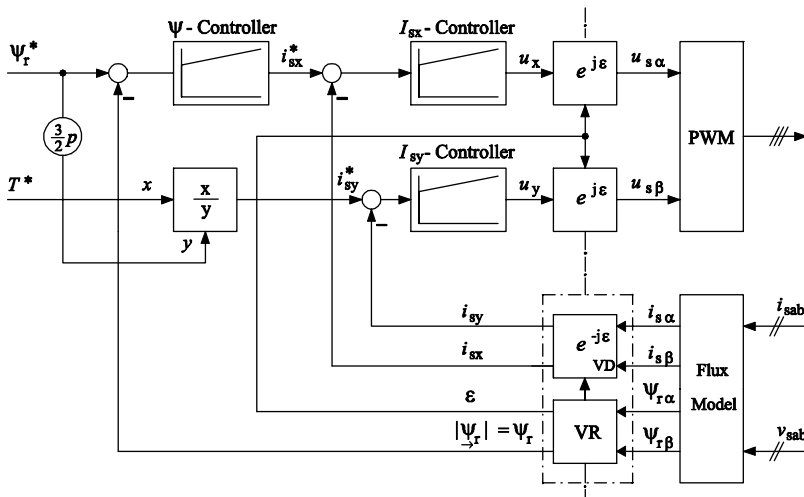 Ψ - Controller
I_sx - Controller
Ψ_r*
i_sx*
u_x
e^jε
u_sα
PWM
3/2 p
I_sy - Controller
T*
x
x/y
i_sy*
u_y
e^jε
u_sβ
y
i_sy
e^-jε
VD
i_sα
i_sab
i_sx
i_sβ
Flux
Model
ε
VR
Ψ_rα
|Ψ_r| = Ψ_r
Ψ_rβ
v_sab